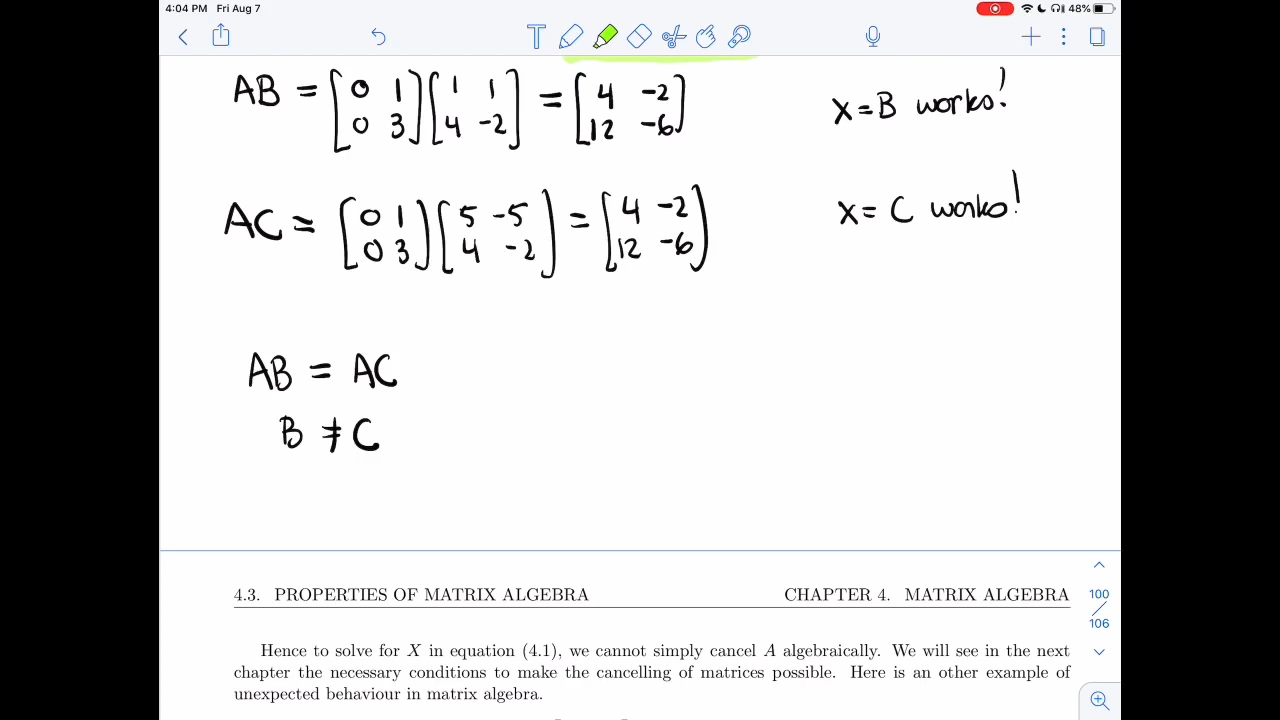 4:04 PM Fri Aug 7 48%
AB = [0 1 0 3] [1 1 4 -2] = [4 -2 12 -6] X = B works!
AC = [0 1 0 3] [5 -5 4 -2] = [4 -2 12 -6] X = C works!
AB = AC
B ≠ C
4.3. PROPERTIES OF MATRIX ALGEBRA CHAPTER 4. MATRIX ALGEBRA
100
106
Hence to solve for X in equation (4.1), we cannot simply cancel A algebraically. We will see in the next
chapter the necessary conditions to make the cancelling of matrices possible. Here is an other example of
unexpected behaviour in matrix algebra.